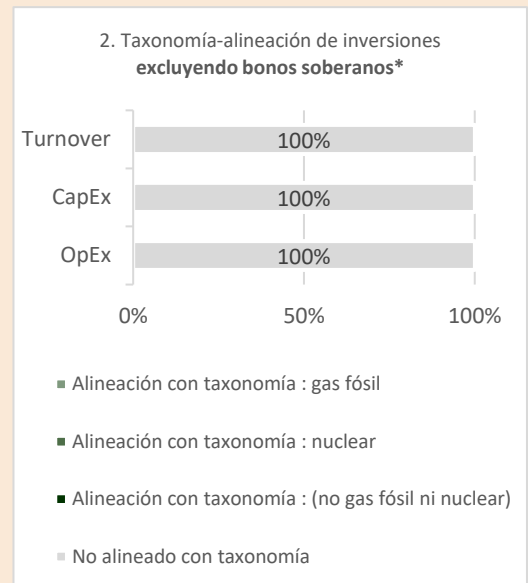 2. Taxonomía-alineación de inversiones
excluyendo bonos soberanos*
Turnover 100%
CapEx 100%
OpEx 100%
0% 50% 100%
Alineación con taxonomía : gas fósil
Alineación con taxonomía : nuclear
Alineación con taxonomía : (no gas fósil ni nuclear)
No alineado con taxonomía